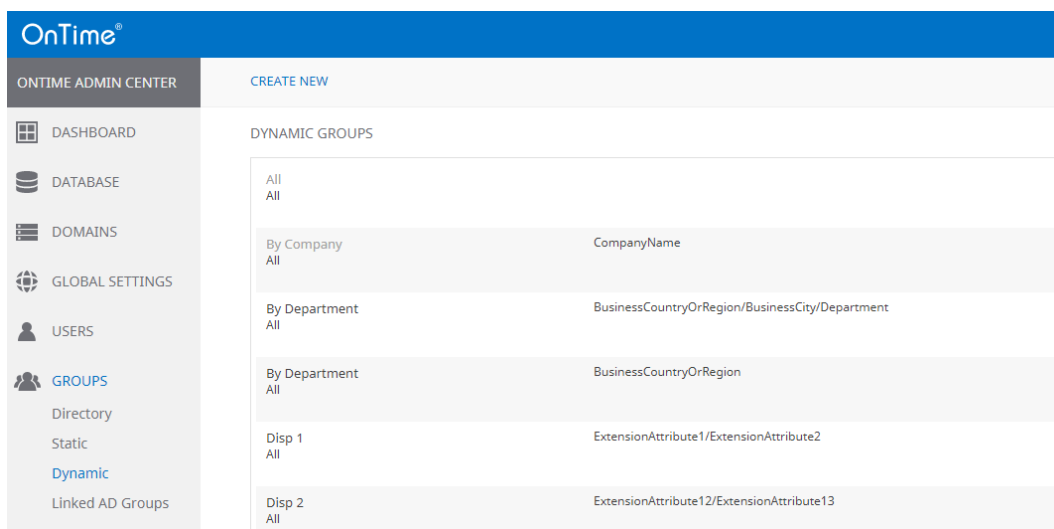 OnTime®
ONTIME ADMIN CENTER
CREATE NEW
DASHBOARD
DATABASE
DOMAINS
GLOBAL SETTINGS
USERS
GROUPS
Directory
Static
Dynamic
Linked AD Groups
DYNAMIC GROUPS
All
All
By Company
CompanyName
All
By Department
BusinessCountryOrRegion/BusinessCity/Department
All
By Department
BusinessCountryOrRegion
All
Disp 1
ExtensionAttribute1/ExtensionAttribute2
All
Disp 2
ExtensionAttribute12/ExtensionAttribute13
All